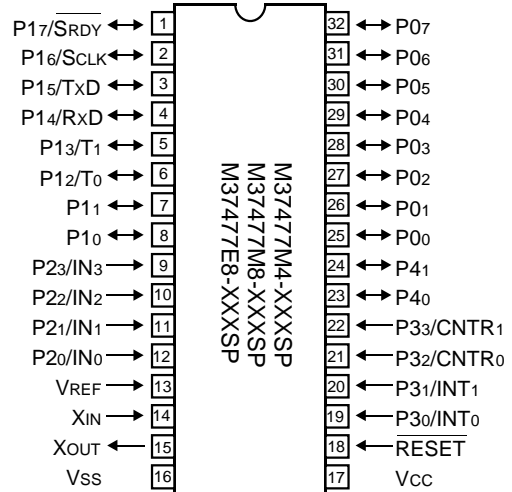 P17/SRDY 1
P16/SCLK 2
P15/TxD 3
P14/RxD 4
P13/T1 5
P12/T0 6
P11 7
P10 8
P23/IN3 9
P22/IN2 10
P21/IN1 11
P20/IN0 12
VREF 13
XIN 14
XOUT 15
VSS 16
M37477M4-XXXSP
M37477M8-XXXSP
M37477E8-XXXSP
32 P07
31 P06
30 P05
29 P04
28 P03
27 P02
26 P01
25 P00
24 P41
23 P40
22 P33/CNTR1
21 P32/CNTR0
20 P31/INT1
19 P30/INT0
18 RESET
17 VCC